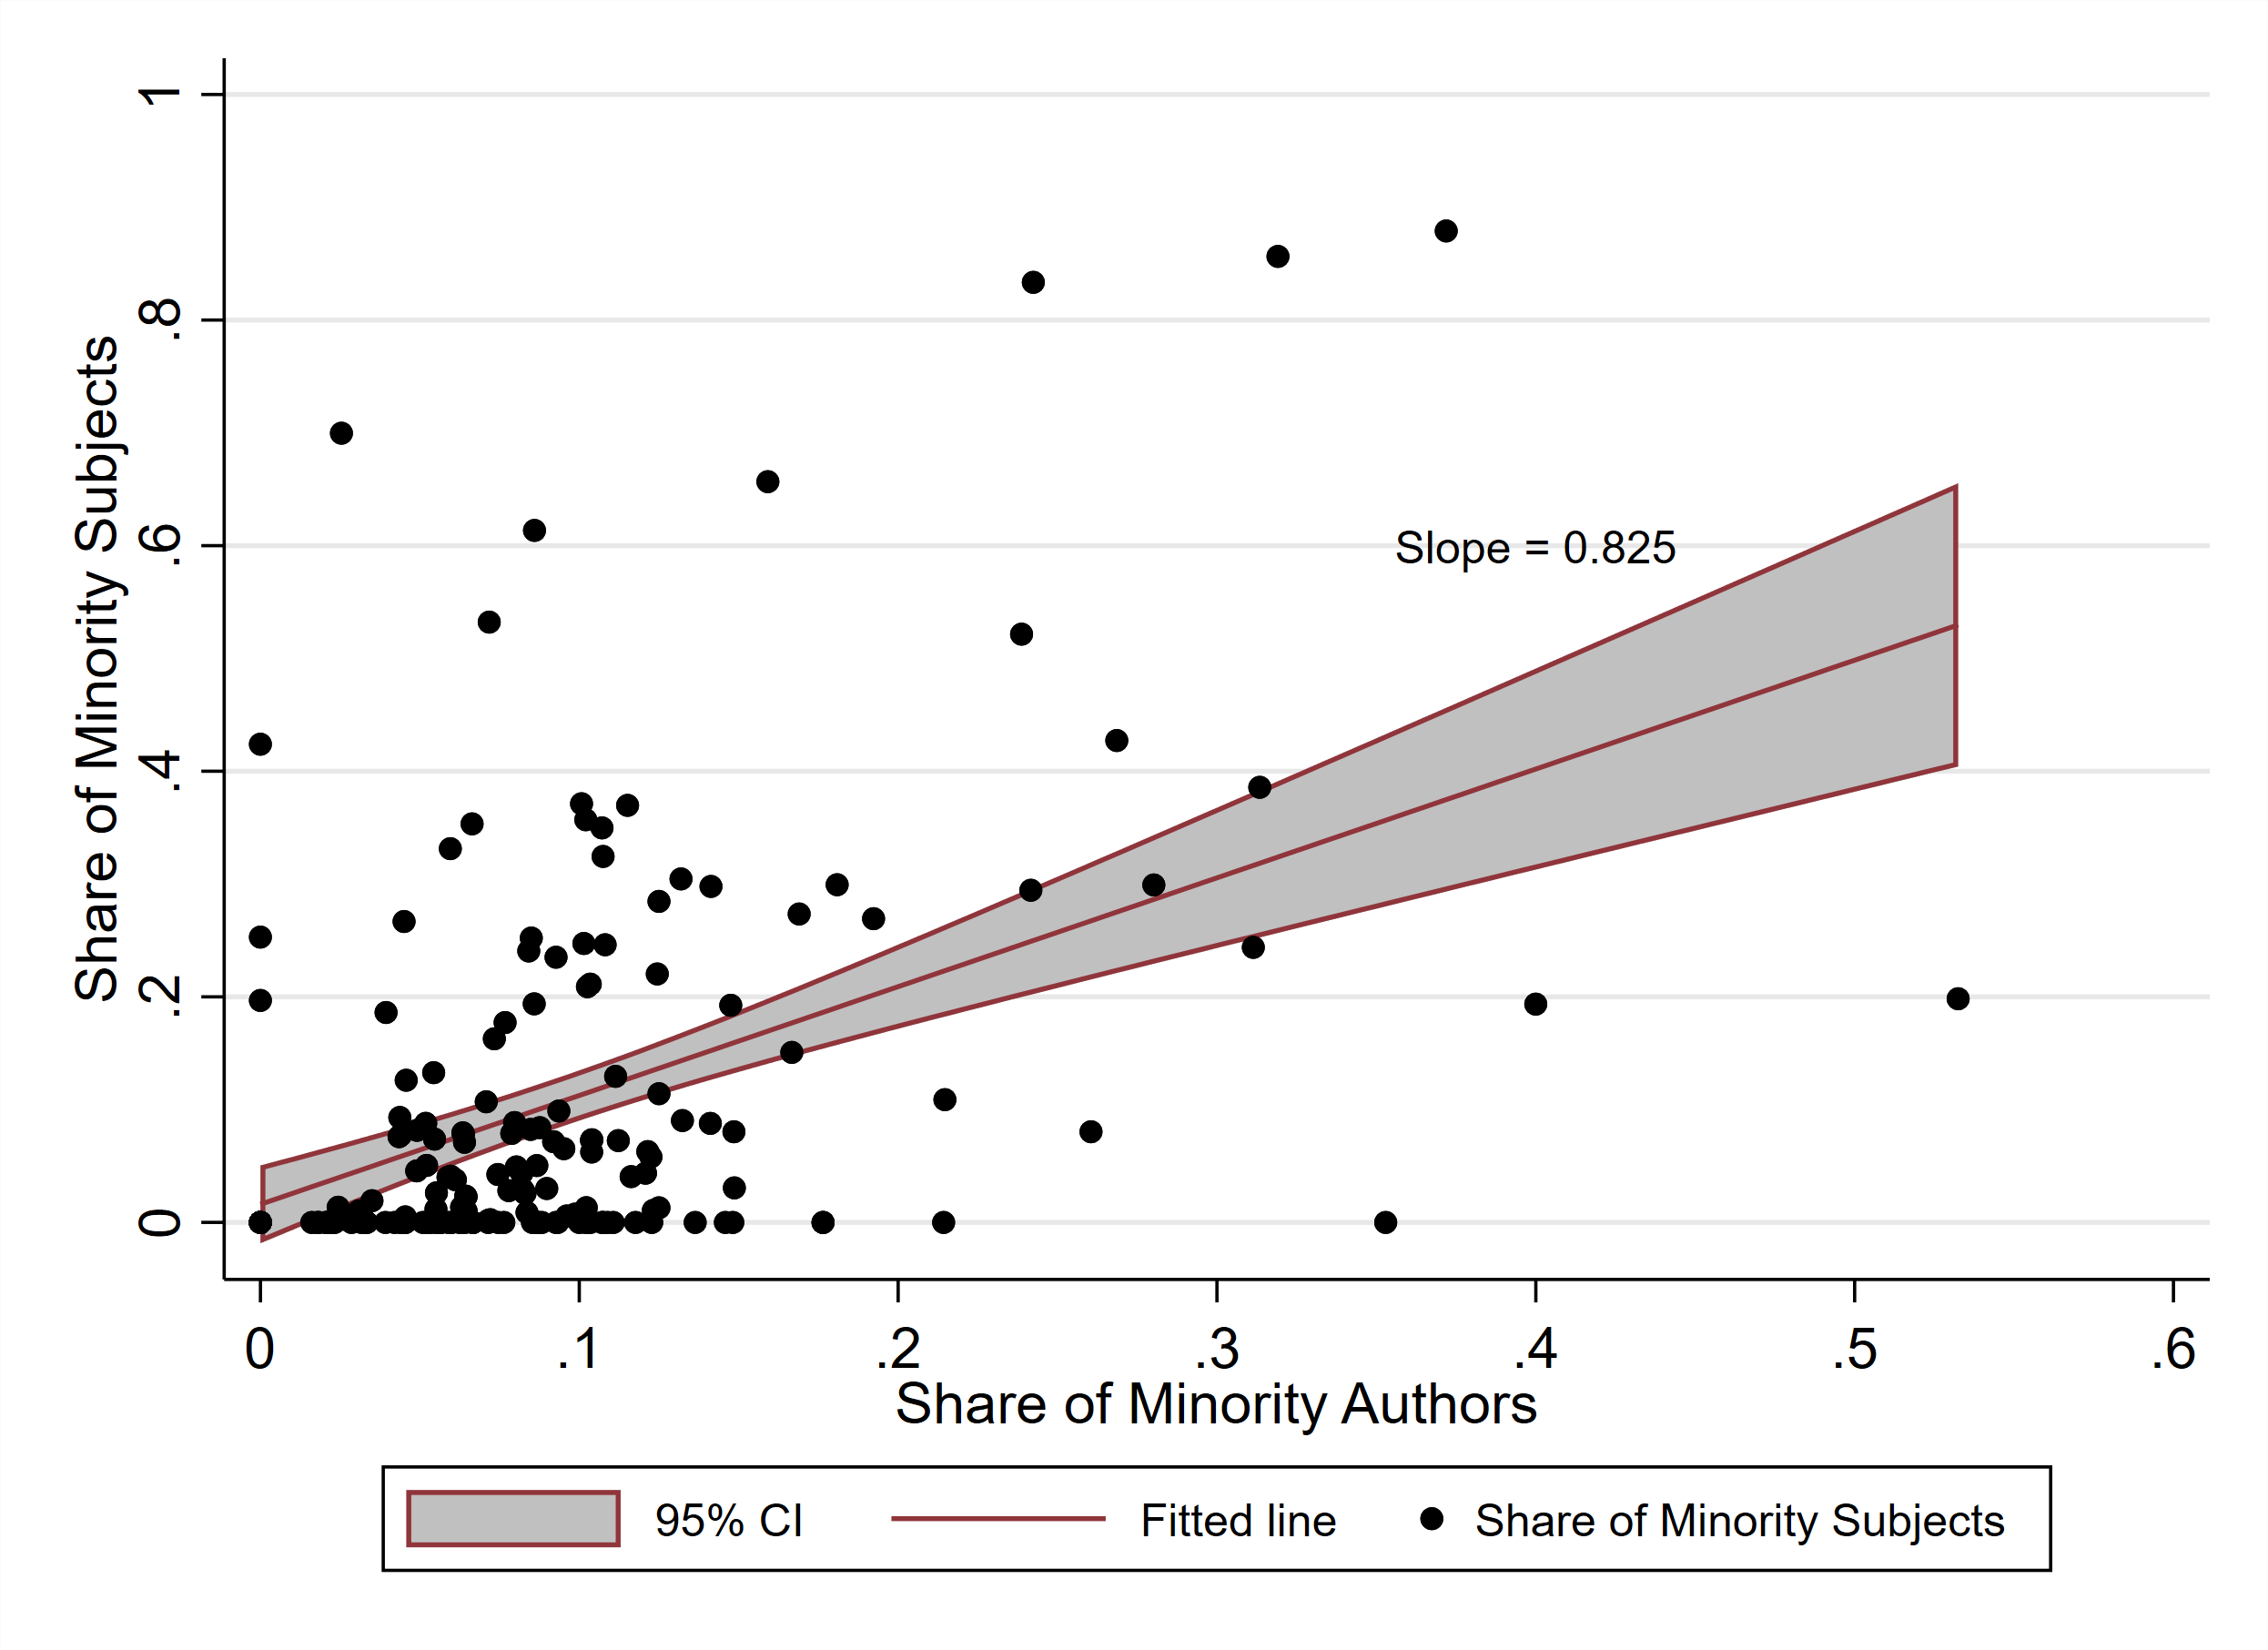 Share of Minority Subjects
1
.8
.6
.4
.2
0
Slope = 0.825
0 .1 .2 .3 .4 .5 .6
Share of Minority Authors
95% CI Fitted line Share of Minority Subjects